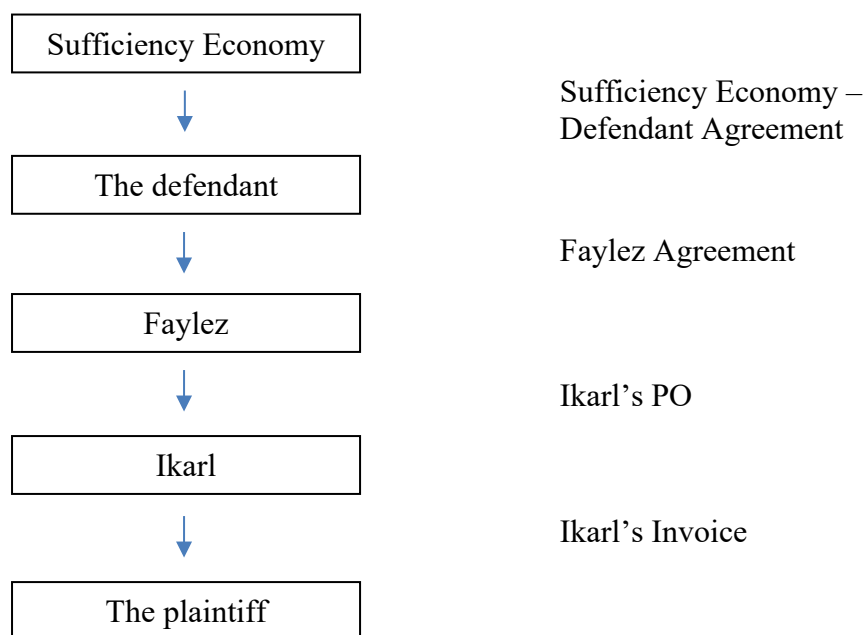 Sufficiency Economy
Sufficiency Economy –
Defendant Agreement
The defendant
Faylez Agreement
Faylez
Ikarl’s PO
Ikarl
Ikarl’s Invoice
The plaintiff